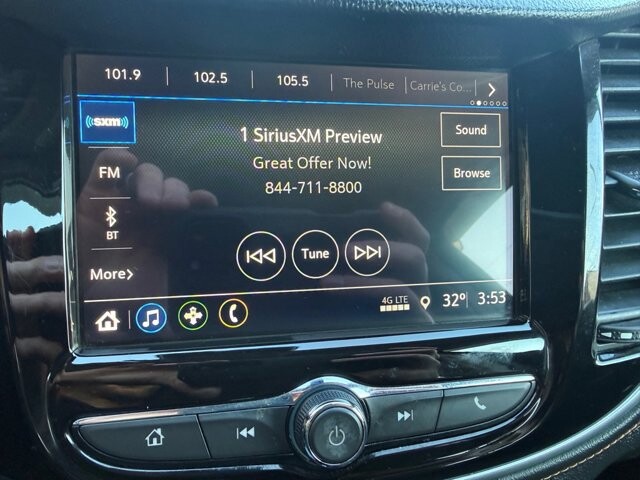 101.9 102.5 105.5 The Pulse Carrie's Co...
((sxm)) Sound
1 SiriusXM Preview
Great Offer Now! Browse
FM 844-711-8800
BT
Tune
More>
4G LTE 32° 3:53